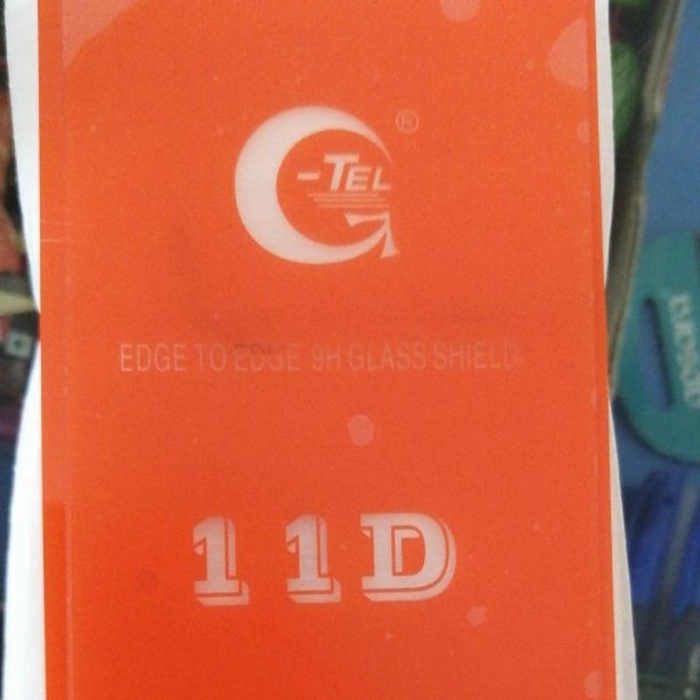 G-TEL ®
EDGE TO EDGE 9H GLASS SHIELD
11D